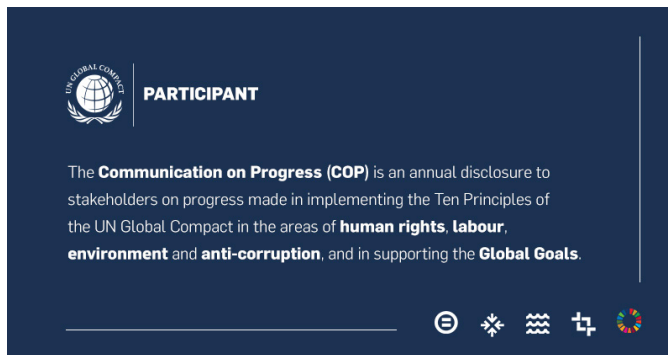 UN GLOBAL COMPACT
PARTICIPANT
The Communication on Progress (COP) is an annual disclosure to
stakeholders on progress made in implementing the Ten Principles of
the UN Global Compact in the areas of human rights, labour,
environment and anti-corruption, and in supporting the Global Goals.